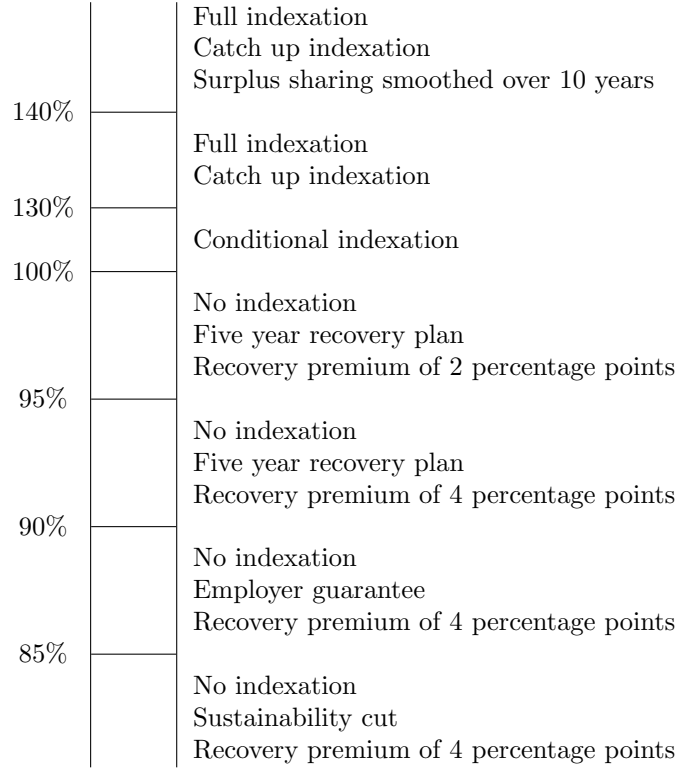 Full indexation
Catch up indexation
Surplus sharing smoothed over 10 years
140%
Full indexation
Catch up indexation
130%
Conditional indexation
100%
No indexation
Five year recovery plan
Recovery premium of 2 percentage points
95%
No indexation
Five year recovery plan
Recovery premium of 4 percentage points
90%
No indexation
Employer guarantee
Recovery premium of 4 percentage points
85%
No indexation
Sustainability cut
Recovery premium of 4 percentage points